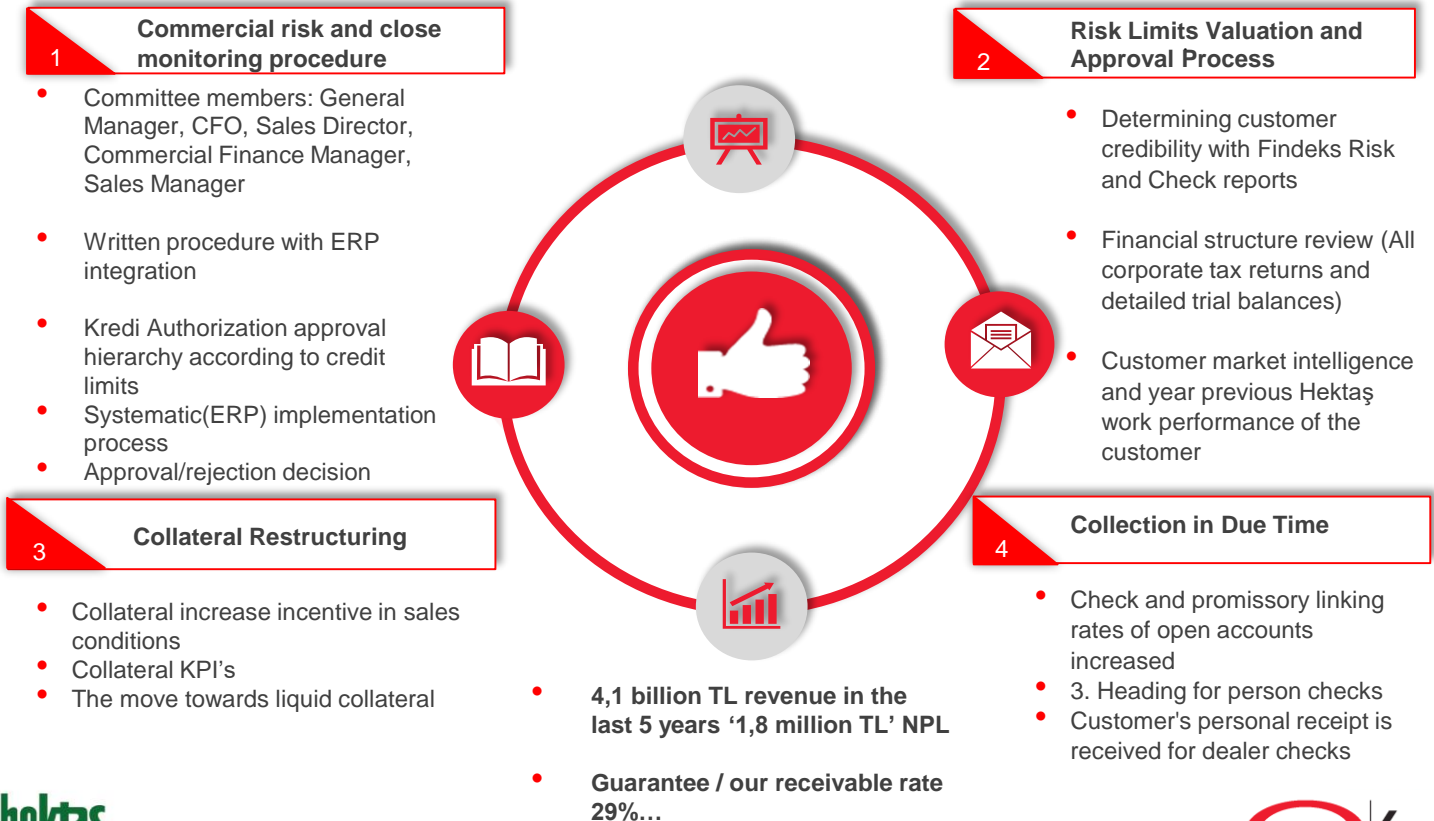 1
Commercial risk and close
monitoring procedure
• Committee members: General
Manager, CFO, Sales Director,
Commercial Finance Manager,
Sales Manager
• Written procedure with ERP
integration
• Kredi Authorization approval
hierarchy according to credit
limits
• Systematic(ERP) implementation
process
• Approval/rejection decision
2
Risk Limits Valuation and
Approval Process
• Determining customer
credibility with Findeks Risk
and Check reports
• Financial structure review (All
corporate tax returns and
detailed trial balances)
• Customer market intelligence
and year previous Hektaş
work performance of the
customer
3
Collateral Restructuring
• Collateral increase incentive in sales
conditions
• Collateral KPI's
• The move towards liquid collateral
4
Collection in Due Time
• Check and promissory linking
rates of open accounts
increased
• 3. Heading for person checks
• Customer's personal receipt is
received for dealer checks
• 4,1 billion TL revenue in the
last 5 years ‘1,8 million TL’ NPL
• Guarantee / our receivable rate
29%…